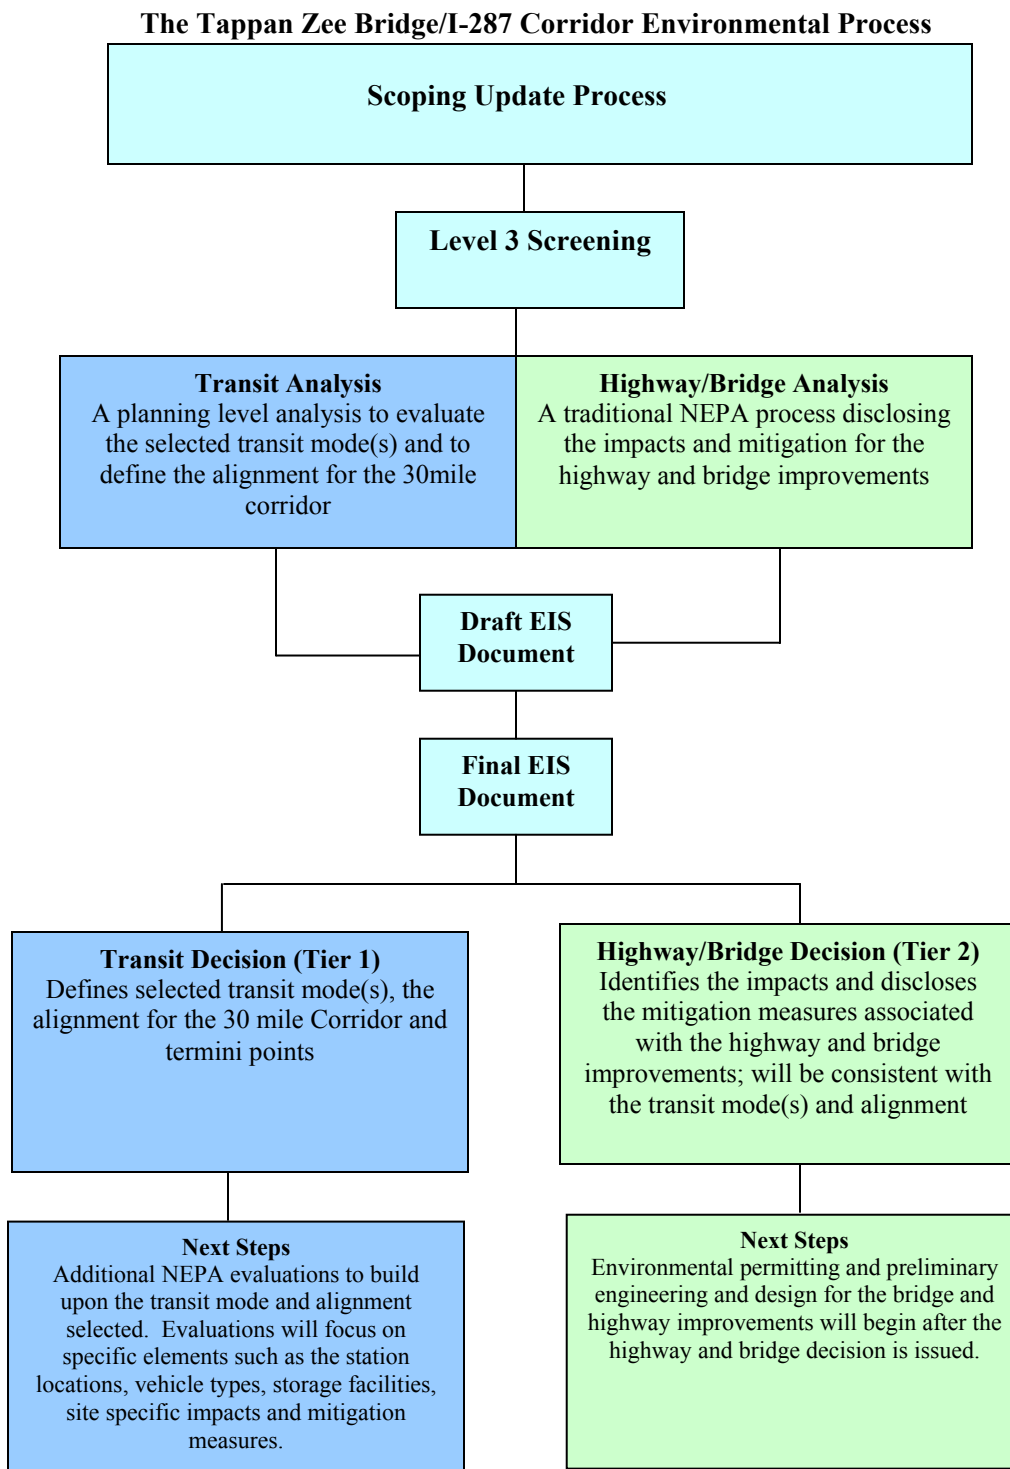 The Tappan Zee Bridge/I-287 Corridor Environmental Process
Scoping Update Process
Level 3 Screening
Transit Analysis
A planning level analysis to evaluate
the selected transit mode(s) and to
define the alignment for the 30mile
corridor
Highway/Bridge Analysis
A traditional NEPA process disclosing
the impacts and mitigation for the
highway and bridge improvements
Draft EIS
Document
Final EIS
Document
Transit Decision (Tier 1)
Defines selected transit mode(s), the
alignment for the 30 mile Corridor and
termini points
Highway/Bridge Decision (Tier 2)
Identifies the impacts and discloses
the mitigation measures associated
with the highway and bridge
improvements; will be consistent with
the transit mode(s) and alignment
Next Steps
Additional NEPA evaluations to build
upon the transit mode and alignment
selected.  Evaluations will focus on
specific elements such as the station
locations, vehicle types, storage facilities,
site specific impacts and mitigation
measures.
Next Steps
Environmental permitting and preliminary
engineering and design for the bridge and
highway improvements will begin after the
highway and bridge decision is issued.